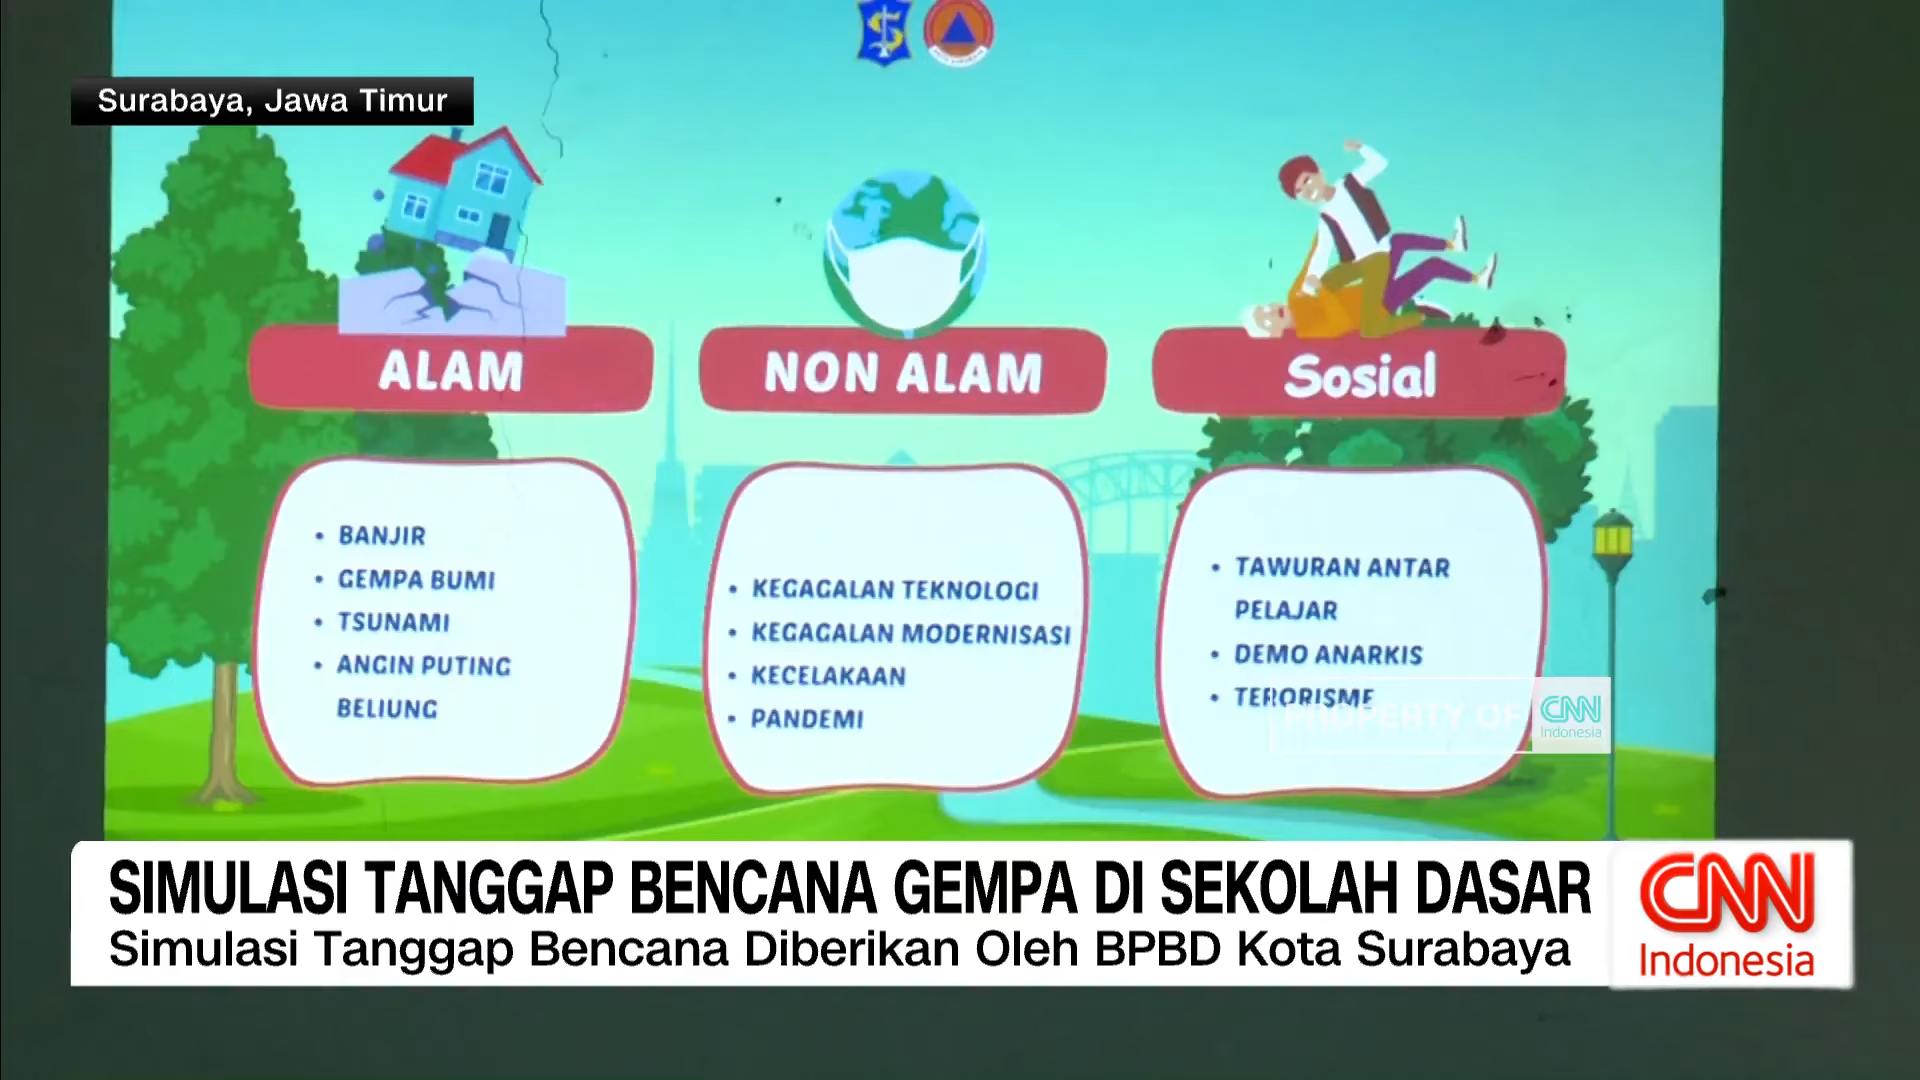 Surabaya, Jawa Timur
ALAM
NON ALAM
Sosial
• BANJIR
• GEMPA BUMI
• TSUNAMI
• ANGIN PUTING
BELIUNG
• KEGAGALAN TEKNOLOGI
• KEGAGALAN MODERNISASI
• KECELAKAAN
• PANDEMI
• TAWURAN ANTAR
PELAJAR
• DEMO ANARKIS
• TERORISME
PROPERTY OF CNN
Indonesia
SIMULASI TANGGAP BENCANA GEMPA DI SEKOLAH DASAR
Simulasi Tanggap Bencana Diberikan Oleh BPBD Kota Surabaya
CNN
Indonesia